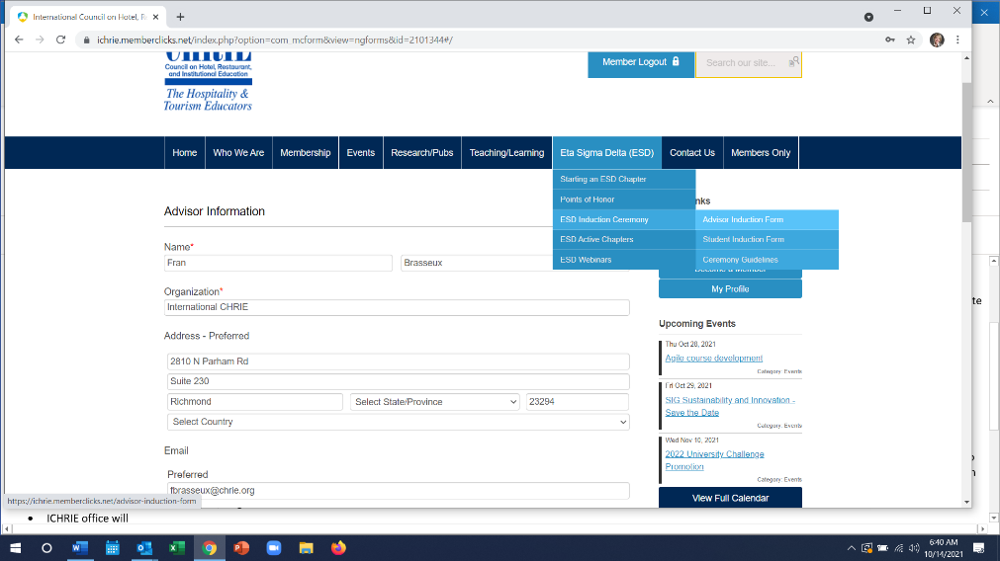 International Council on Hotel, R
ichrie.memberclicks.net/index.php?option=com_mcform&view=ngforms&id=2101344#/
Council on Hotel, Restaurant,
and Institutional Education
The Hospitality &
Tourism Educators
Member Logout
Search our site...
Home
Who We Are
Membership
Events
Research/Pubs
Teaching/Learning
Eta Sigma Delta (ESD)
Contact Us
Members Only
Starting an ESD Chapter
Points of Honor
ESD Induction Ceremony
ESD Active Chapters
ESD Webinars
Advisor Induction Form
Student Induction Form
Ceremony Guidelines
nks
Become a Member
My Profile
Advisor Information
Name*
Fran
Brasseux
Organization*
International CHRIE
Address - Preferred
2810 N Parham Rd
Suite 230
Richmond
Select State/Province
23294
Select Country
Email
Preferred
fbrasseux@chrie.org
Upcoming Events
Thu Oct 28, 2021
Agile course development
Category: Events
Fri Oct 29, 2021
SIG Sustainability and Innovation -
Save the Date
Category: Events
Wed Nov 10, 2021
2022 University Challenge
Promotion
Category: Events
View Full Calendar
https://ichrie.memberclicks.net/advisor-induction-form
te
• ICHRIE office will
6:40 AM
10/14/2021